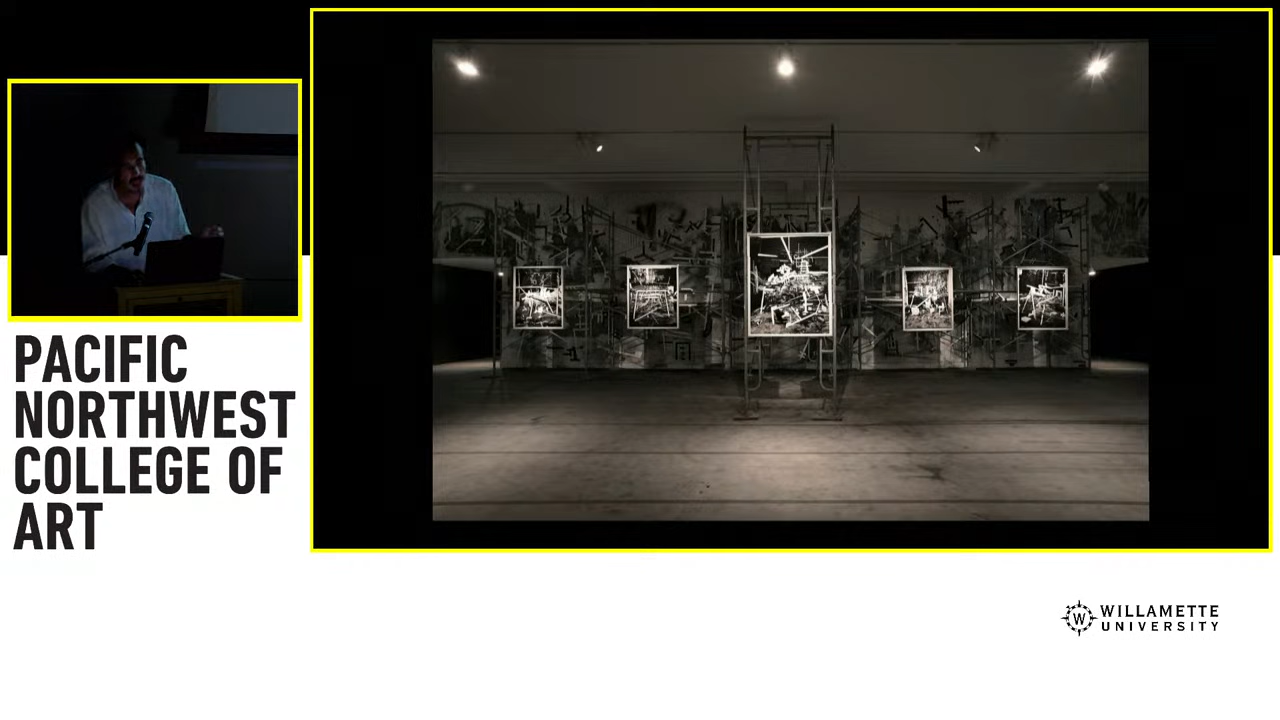 PACIFIC
NORTHWEST
COLLEGE OF
ART
W
WILLAMETTE
UNIVERSITY